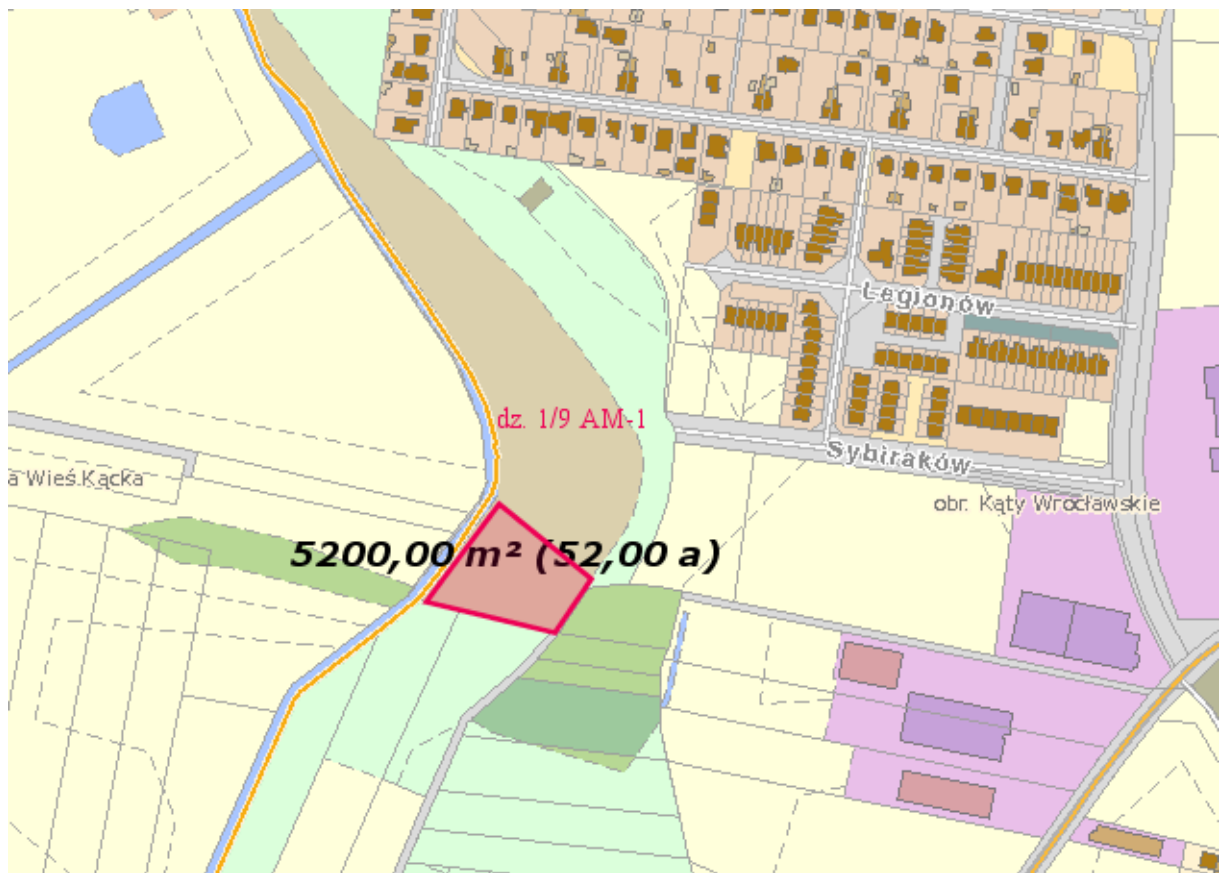 Legionów
dz. 1/9 AM-1
Sybiraków
a Wieś Kącka
obr. Kąty Wrocławskie
5200,00 m² (52,00 a)